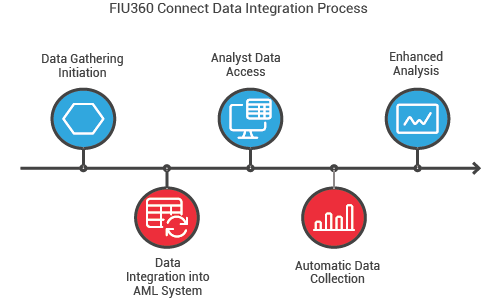 FIU360 Connect Data Integration Process
Data Gathering
Initiation
Data
Integration into
AML System
Analyst Data
Access
Automatic Data
Collection
Enhanced
Analysis